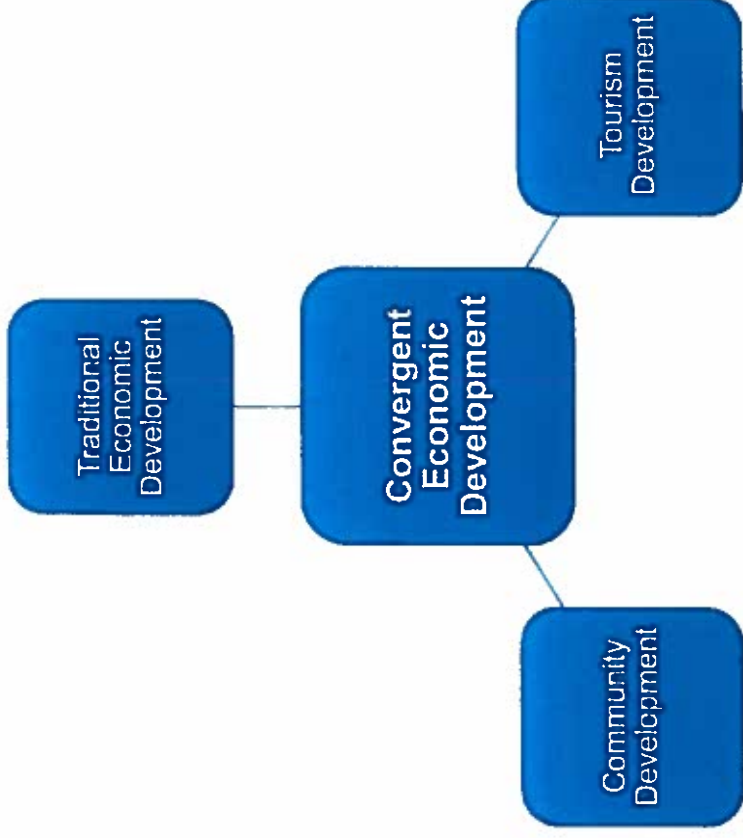 Traditional
Economic
Development
Convergent
Economic
Development
Community
Development
Tourism
Development